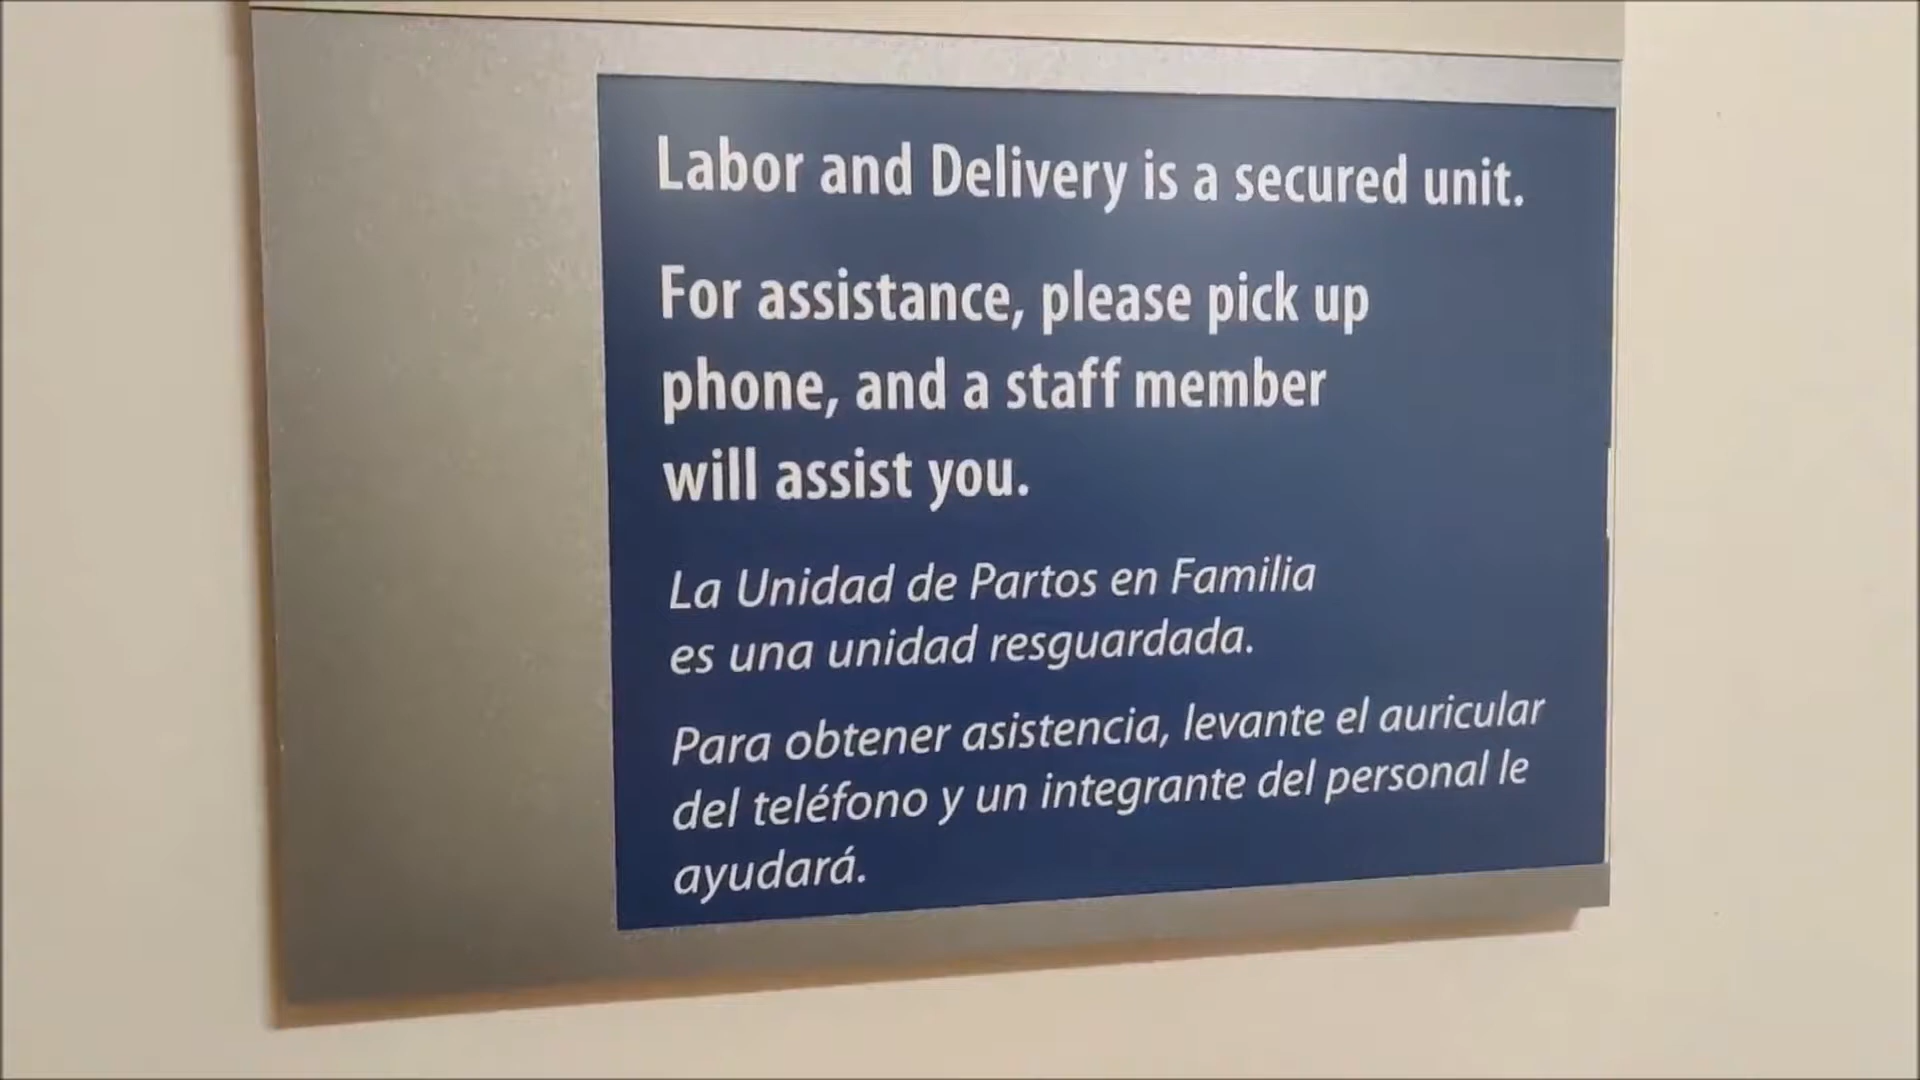 Labor and Delivery is a secured unit.
For assistance, please pick up
phone, and a staff member
will assist you.
La Unidad de Partos en Familia
es una unidad resguardada.
Para obtener asistencia, levante el auricular
del teléfono y un integrante del personal le
ayudará.